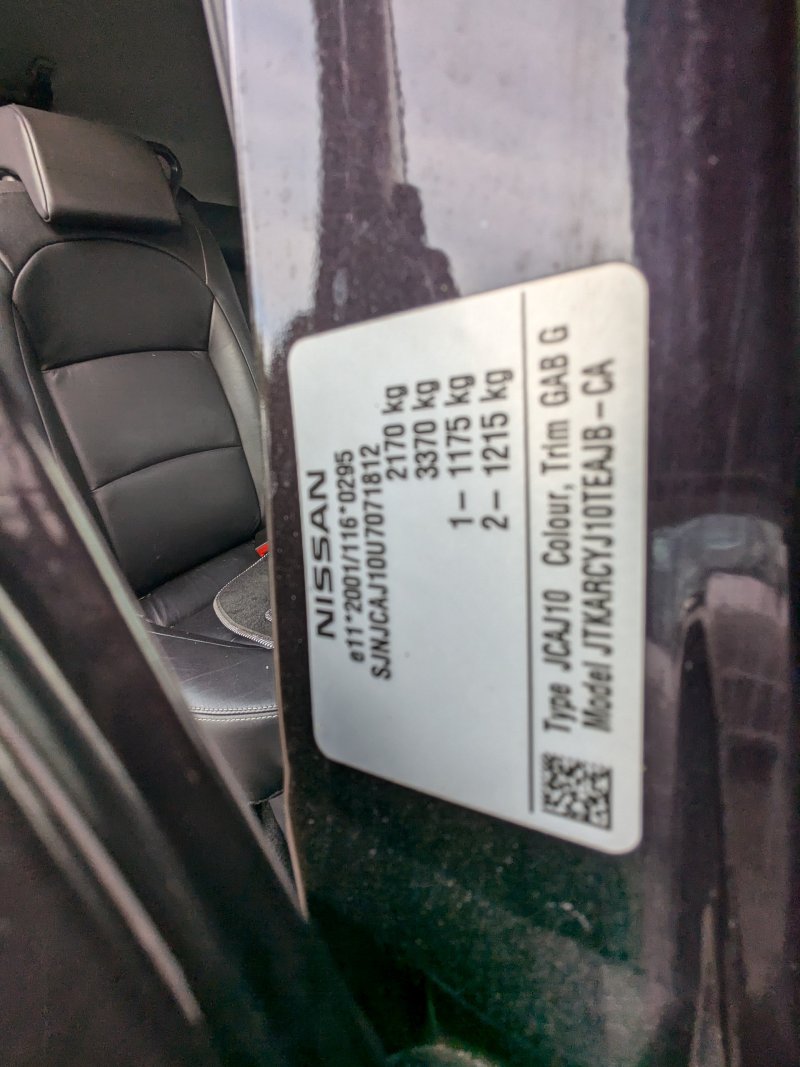 NISSAN
e11*2001/116*0295
SJNJCAJ10U7071812
2170 kg
3370 kg
1– 1175 kg
2– 1215 kg
Type JCAJ10 Colour, Trim GAB G
Model JTKARCYJ10TEAJB–CA